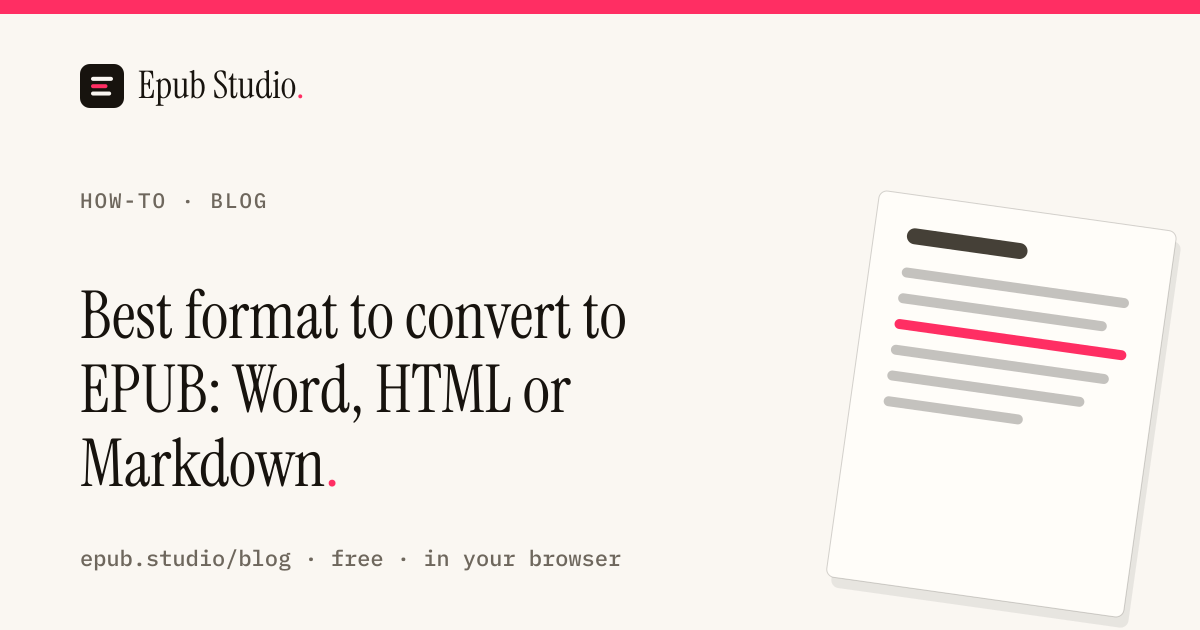 Epub Studio.
HOW-TO · BLOG
Best format to convert to
EPUB: Word, HTML or
Markdown.
epub.studio/blog · free · in your browser